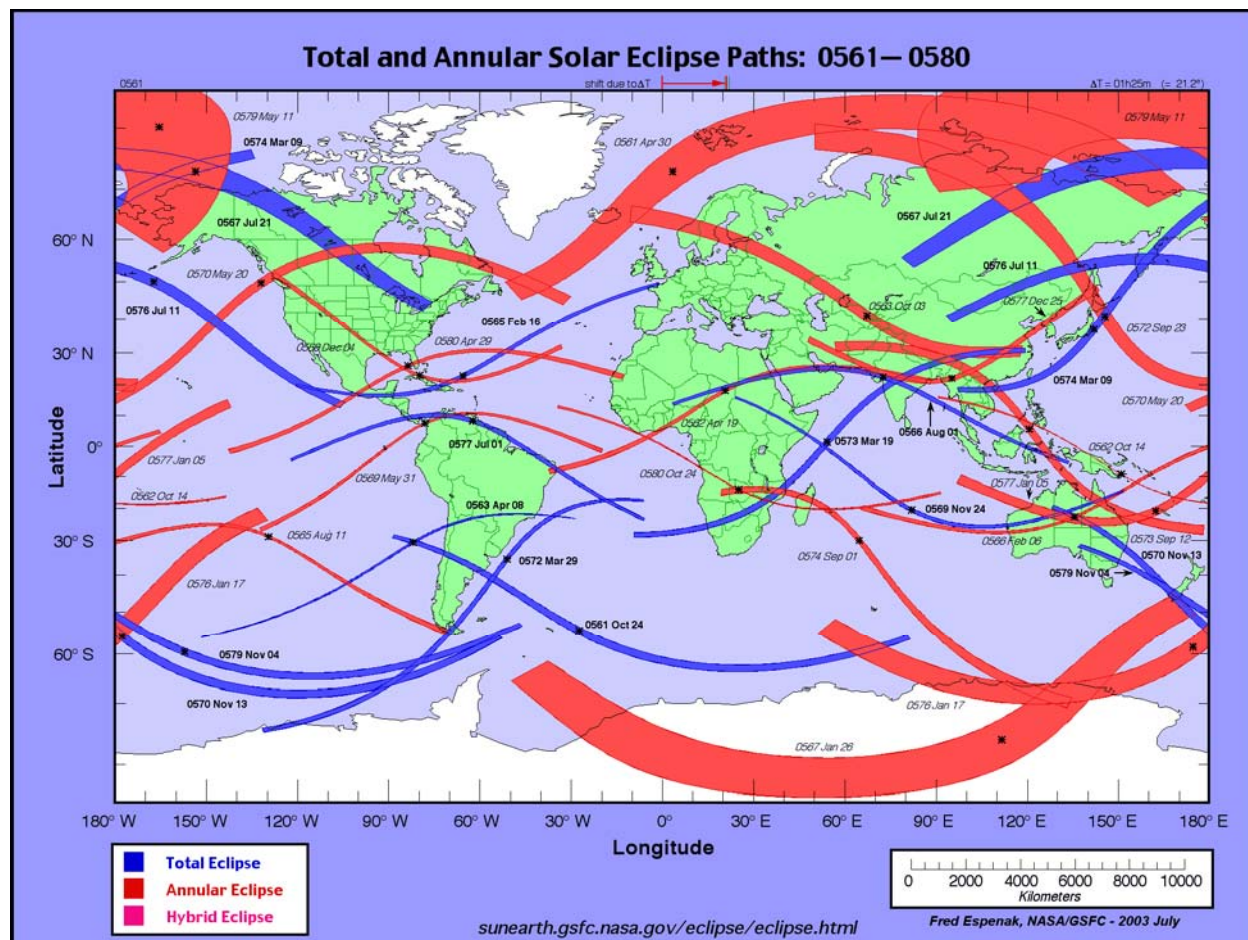 Total and Annular Solar Eclipse Paths: 0561— 0580
0561
shift due to ΔT
ΔT = 01h25m (= 21.2°)
0579 May 11
0574 Mar 09
0561 Apr 30
0579 May 11
0567 Jul 21
0567 Jul 21
60° N
0570 May 20
0576 Jul 11
0576 Jul 11
0577 Dec 25
0563 Oct 03
0565 Feb 16
0572 Sep 23
0568 Dec 04
0580 Apr 29
30° N
0574 Mar 09
0570 May 20
0562 Apr 19
0566 Aug 01
0573 Mar 19
0577 Jul 01
0562 Oct 14
0° 
0577 Jan 05
0569 May 31
0580 Oct 24
0577 Jan 05
0562 Oct 14
0563 Apr 08
0569 Nov 24
0565 Aug 11
0566 Feb 06
0573 Sep 12
30° S
0572 Mar 29
0574 Sep 01
0570 Nov 13
0579 Nov 04
0576 Jan 17
0561 Oct 24
0579 Nov 04
60° S
0570 Nov 13
0576 Jan 17
0567 Jan 26
Latitude
180° W 150° W 120° W 90° W 60° W 30° W 0° 30° E 60° E 90° E 120° E 150° E 180° E
Longitude
Total Eclipse
Annular Eclipse
Hybrid Eclipse
0 2000 4000 6000 8000 10000
Kilometers
sunearth.gsfc.nasa.gov/eclipse/eclipse.html
Fred Espenak, NASA/GSFC - 2003 July